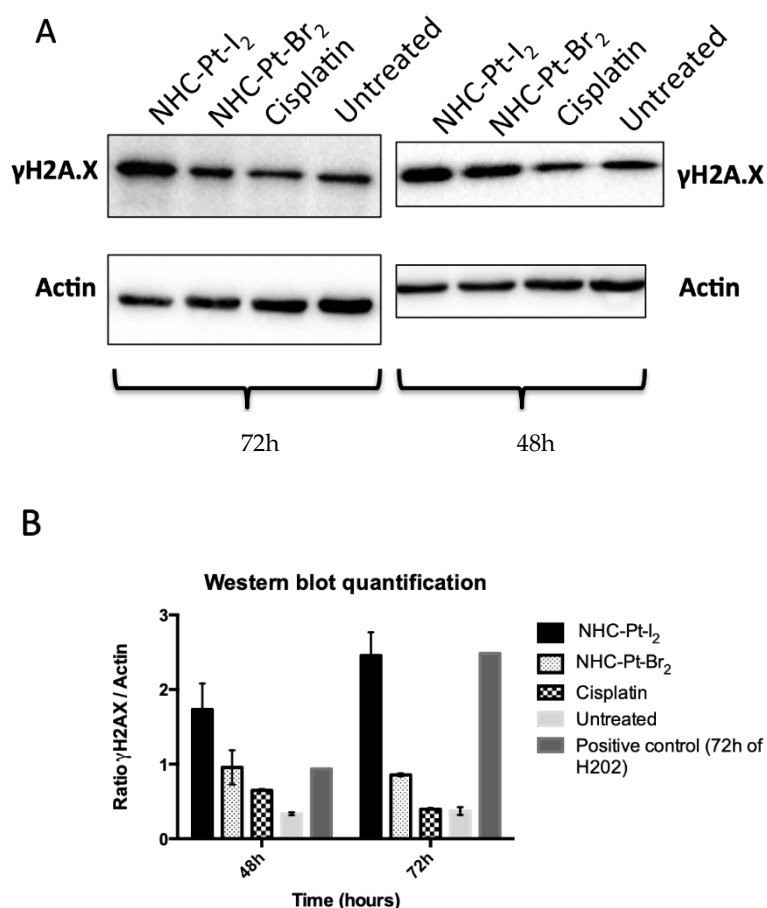 A
NHC-Pt-I2 NHC-Pt-Br2 Cisplatin Untreated NHC-Pt-I2 NHC-Pt-Br2 Cisplatin Untreated
γH2A.X γH2A.X
Actin Actin
72h 48h
B
Western blot quantification
Ratio γH2AX / Actin
3
2
1
0
48h 72h
Time (hours)
NHC-Pt-I2
NHC-Pt-Br2
Cisplatin
Untreated
Positive control (72h of
H202)